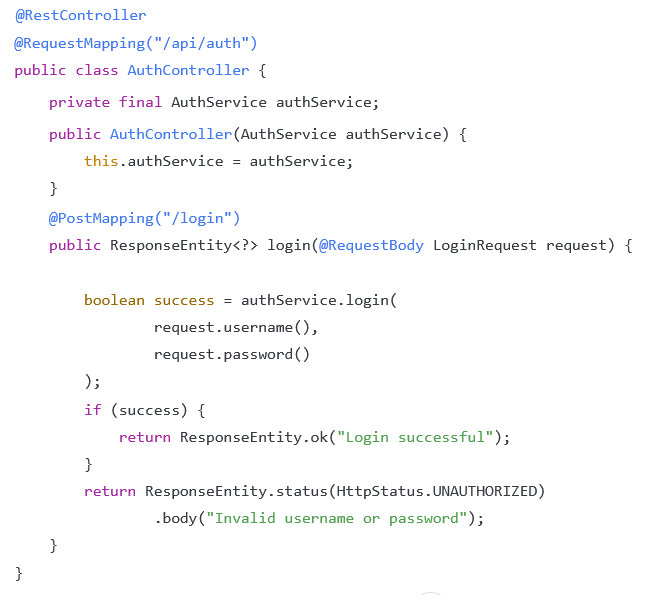 @RestController
@RequestMapping("/api/auth")
public class AuthController {
    private final AuthService authService;
    public AuthController(AuthService authService) {
        this.authService = authService;
    }
    @PostMapping("/login")
    public ResponseEntity<?> login(@RequestBody LoginRequest request) {
        boolean success = authService.login(
                request.username(),
                request.password()
        );
        if (success) {
            return ResponseEntity.ok("Login successful");
        }
        return ResponseEntity.status(HttpStatus.UNAUTHORIZED)
                .body("Invalid username or password");
    }
}